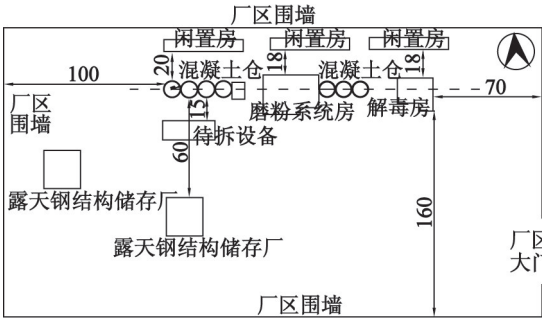 厂区围墙
闲置房
闲置房
闲置房
20
混凝土仓
18
混凝土仓
18
100
70
厂区
围墙
15
磨粉系统房
解毒房
待拆设备
60
露天钢结构储存厂
160
露天钢结构储存厂
厂区
大门
厂区围墙